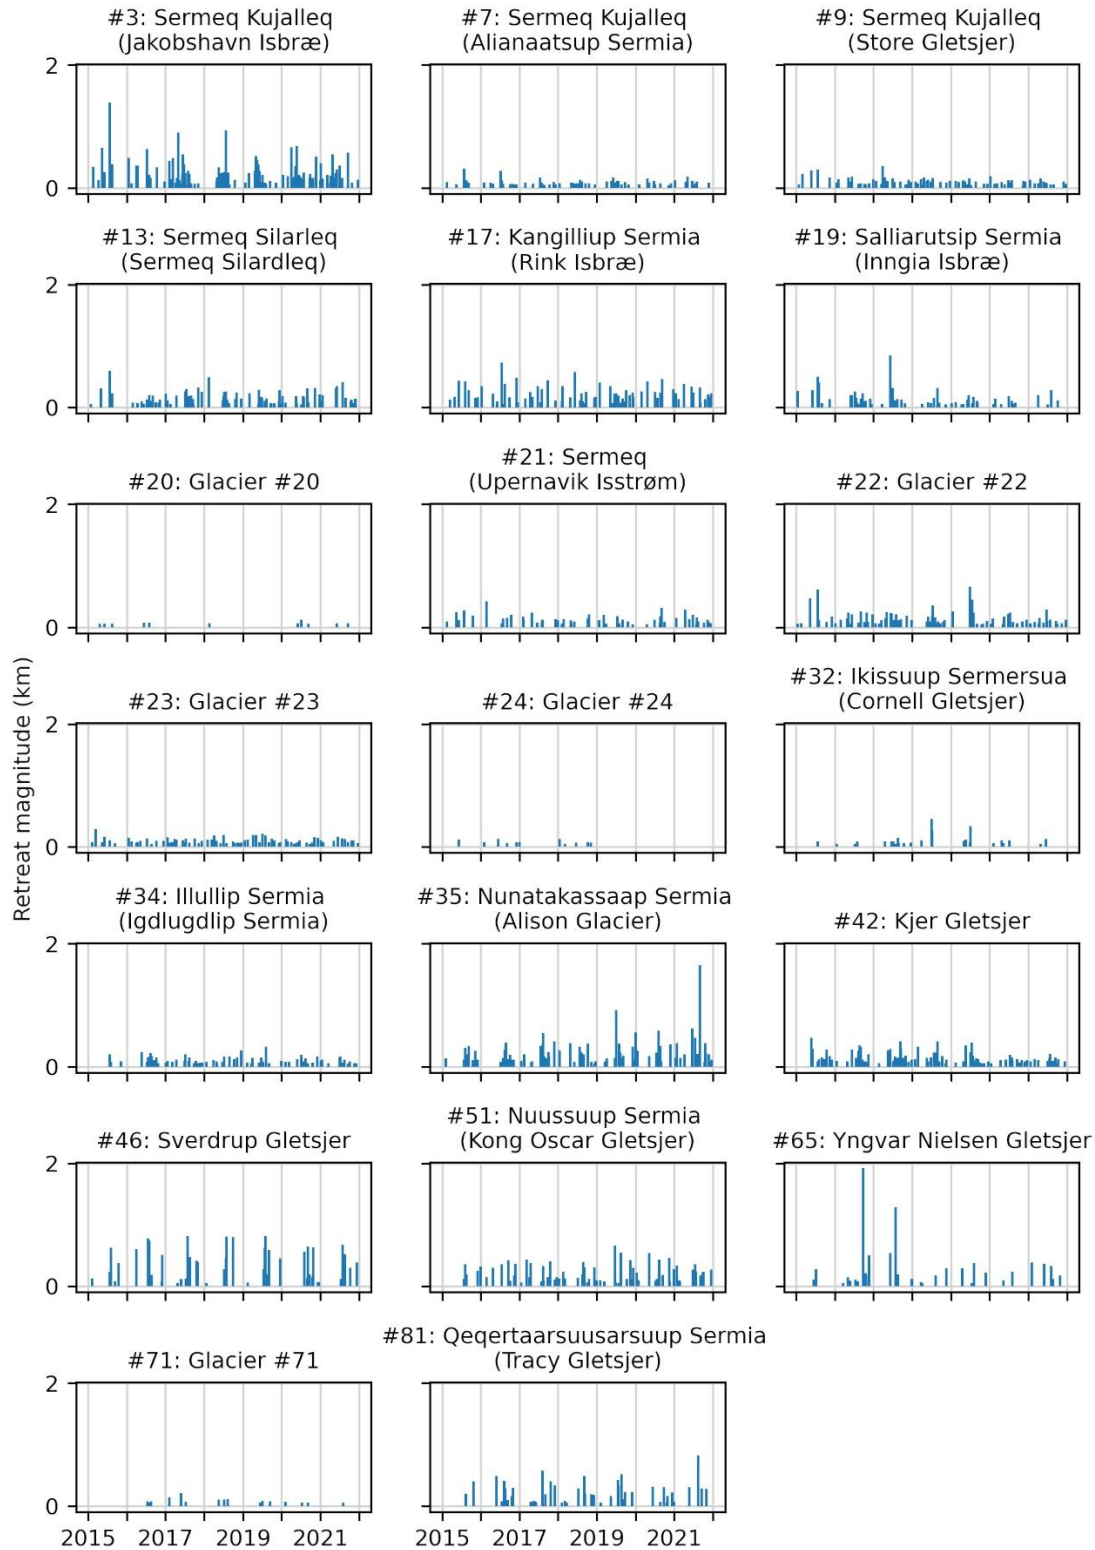 #3: Sermeq Kujalleq
(Jakobshavn Isbræ)
#7: Sermeq Kujalleq
(Alianaatsup Sermia)
#9: Sermeq Kujalleq
(Store Gletsjer)
2
0
#13: Sermeq Silarleq
(Sermeq Silardleq)
#17: Kangilliup Sermia
(Rink Isbræ)
#19: Salliarutsip Sermia
(Inngia Isbræ)
2
0
#20: Glacier #20
#21: Sermeq
(Upernavik Isstrøm)
#22: Glacier #22
2
0
Retreat magnitude (km)
#23: Glacier #23
#24: Glacier #24
#32: Ikissuup Sermersua
(Cornell Gletsjer)
2
0
#34: Illullip Sermia
(Igdlugdlip Sermia)
#35: Nunatakassaap Sermia
(Alison Glacier)
#42: Kjer Gletsjer
2
0
#46: Sverdrup Gletsjer
#51: Nuussuup Sermia
(Kong Oscar Gletsjer)
#65: Yngvar Nielsen Gletsjer
2
0
#71: Glacier #71
#81: Qeqertaarsuusarsuup Sermia
(Tracy Gletsjer)
2
0
2015 2017 2019 2021
2015 2017 2019 2021